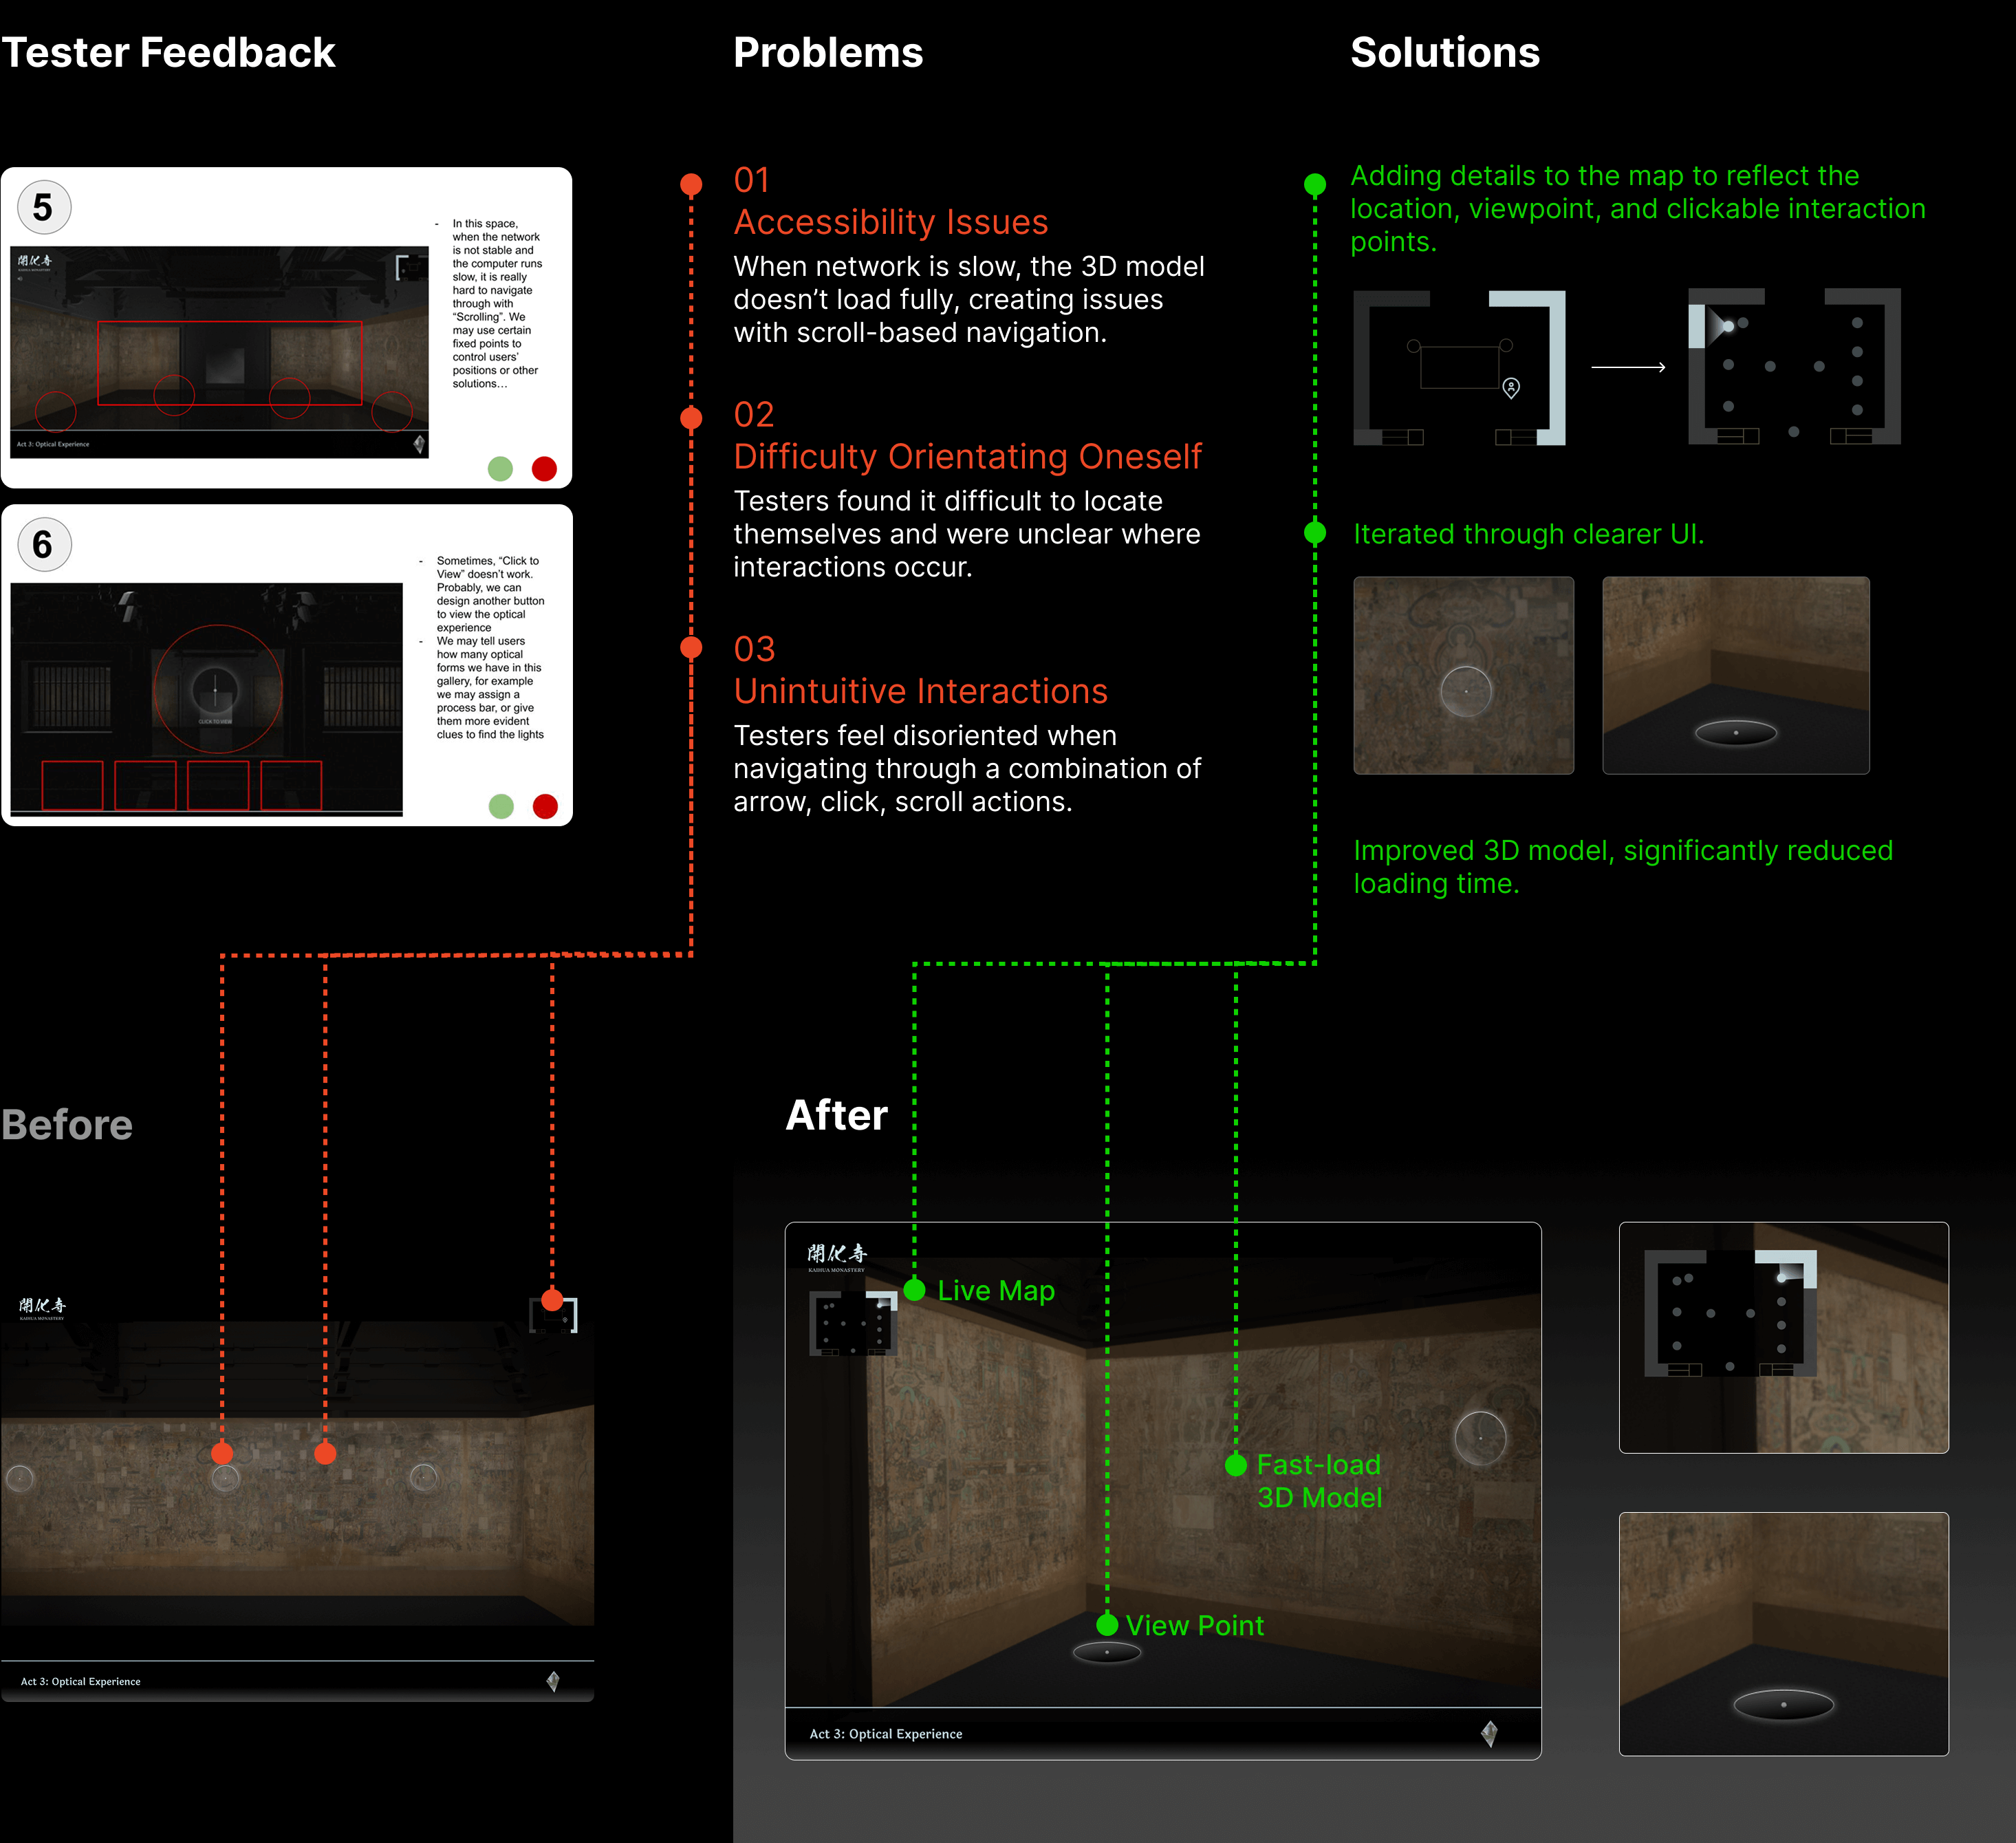 Tester Feedback
Problems
Solutions
5
- In this space,
when the network
is not stable and
the computer runs
slow, it is really
hard to navigate
through with
“Scrolling”. We
may use certain
fixed points to
control users’
positions or other
solutions…
開化寺
KAIHUA MONASTERY
Act 3: Optical Experience
6
- Sometimes, “Click to
View” doesn’t work.
Probably, we can
design another button
to view the optical
experience
- We may tell users
how many optical
forms we have in this
gallery, for example
we may assign a
process bar, or give
them more evident
clues to find the lights
CLICK TO VIEW
01
Accessibility Issues
When network is slow, the 3D model
doesn’t load fully, creating issues
with scroll-based navigation.
02
Difficulty Orientating Oneself
Testers found it difficult to locate
themselves and were unclear where
interactions occur.
03
Unintuitive Interactions
Testers feel disoriented when
navigating through a combination of
arrow, click, scroll actions.
Adding details to the map to reflect the
location, viewpoint, and clickable interaction
points.
Iterated through clearer UI.
Improved 3D model, significantly reduced
loading time.
Before
開化寺
KAIHUA MONASTERY
Act 3: Optical Experience
After
開化寺
KAIHUA MONASTERY
Live Map
Fast-load
3D Model
View Point
Act 3: Optical Experience